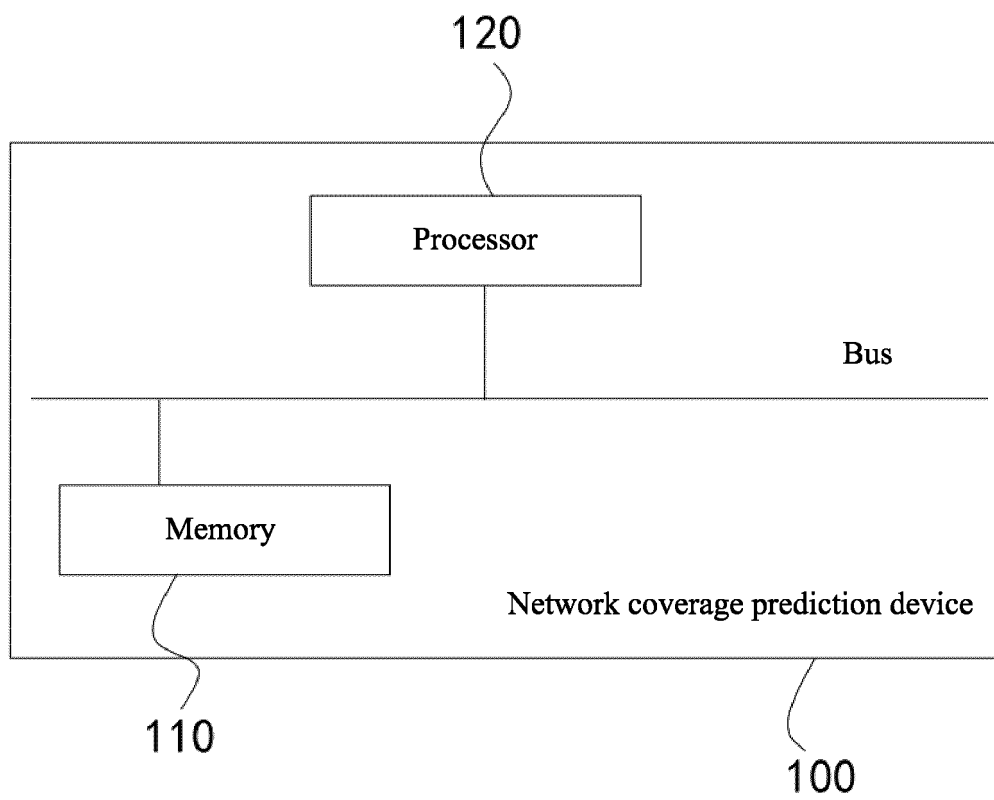 120
Processor
Bus
Memory
Network coverage prediction device
110
100